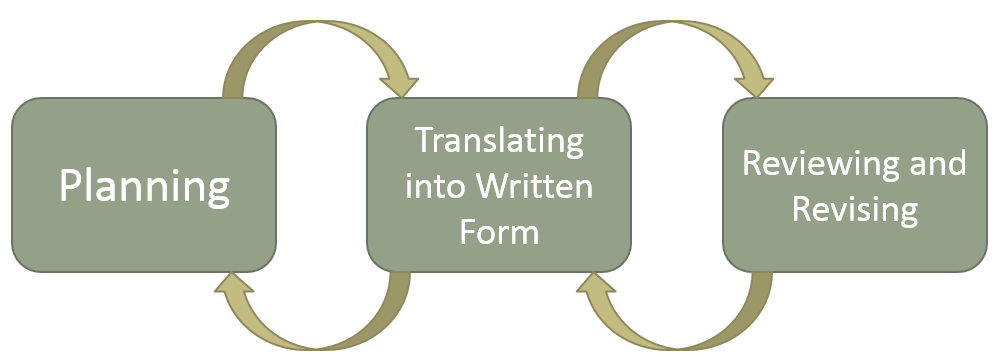 Planning
Translating
into Written
Form
Reviewing and
Revising